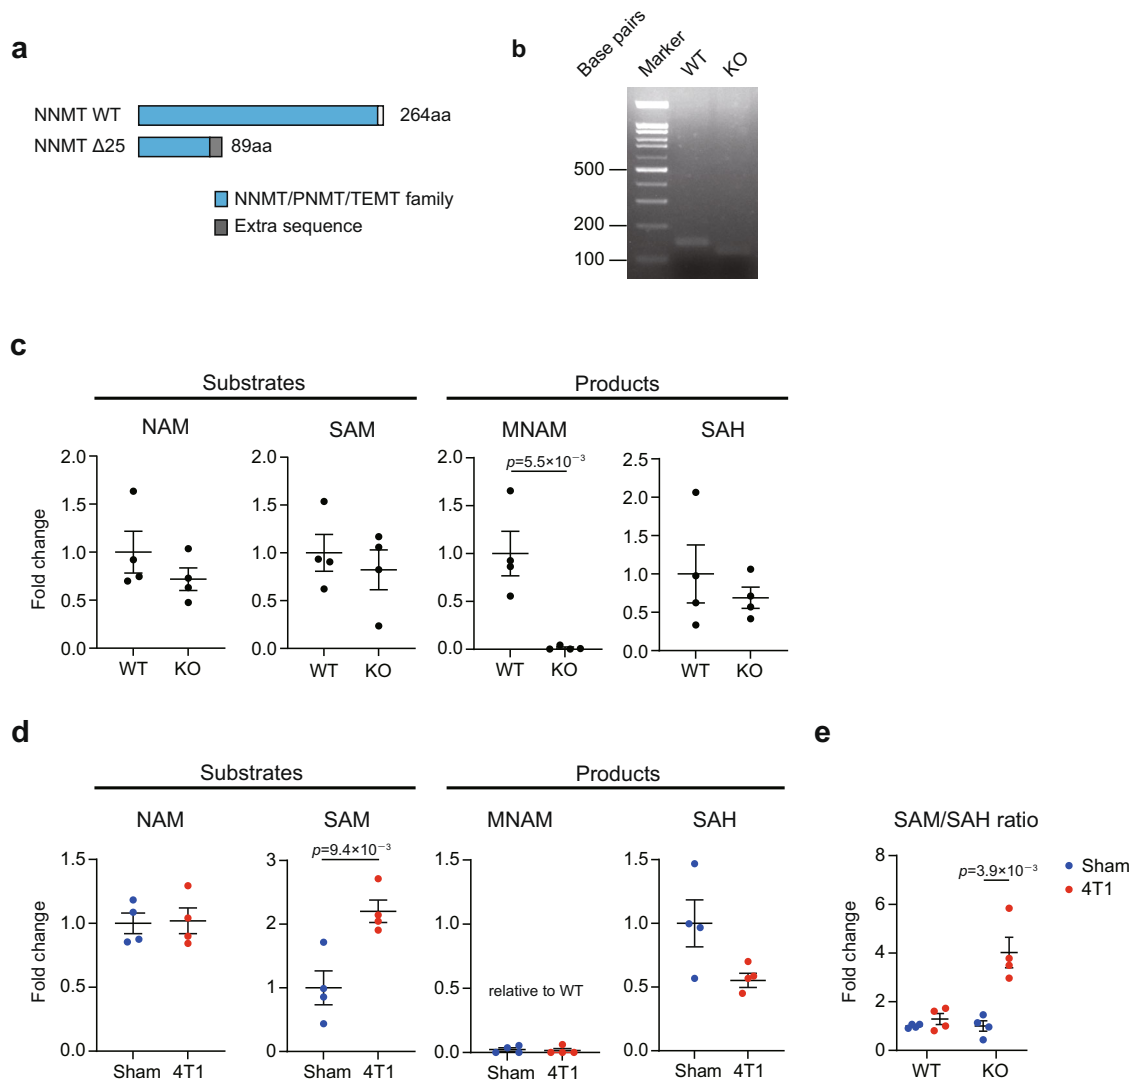 a
NNMT WT 264aa
NNMT Δ25 89aa
NNMT/PNMT/TEMT family
Extra sequence
b
Base pairs Marker WT KO
500
200
100
c
Substrates Products
NAM SAM MNAM SAH
Fold change
2.0
1.5
1.0
0.5
0.0
WT KO
2.0
1.5
1.0
0.5
0.0
WT KO
p=5.5×10⁻³
2.0
1.5
1.0
0.5
0.0
WT KO
2.5
2.0
1.5
1.0
0.5
0.0
WT KO
d
Substrates Products
NAM SAM MNAM SAH
Fold change
1.5
1.0
0.5
0.0
Sham 4T1
p=9.4×10⁻³
3
2
1
0
Sham 4T1
1.5
1.0
0.5
0.0
relative to WT
Sham 4T1
1.5
1.0
0.5
0.0
Sham 4T1
e
SAM/SAH ratio
Fold change
8
6
4
2
0
p=3.9×10⁻³
WT KO
Sham
4T1